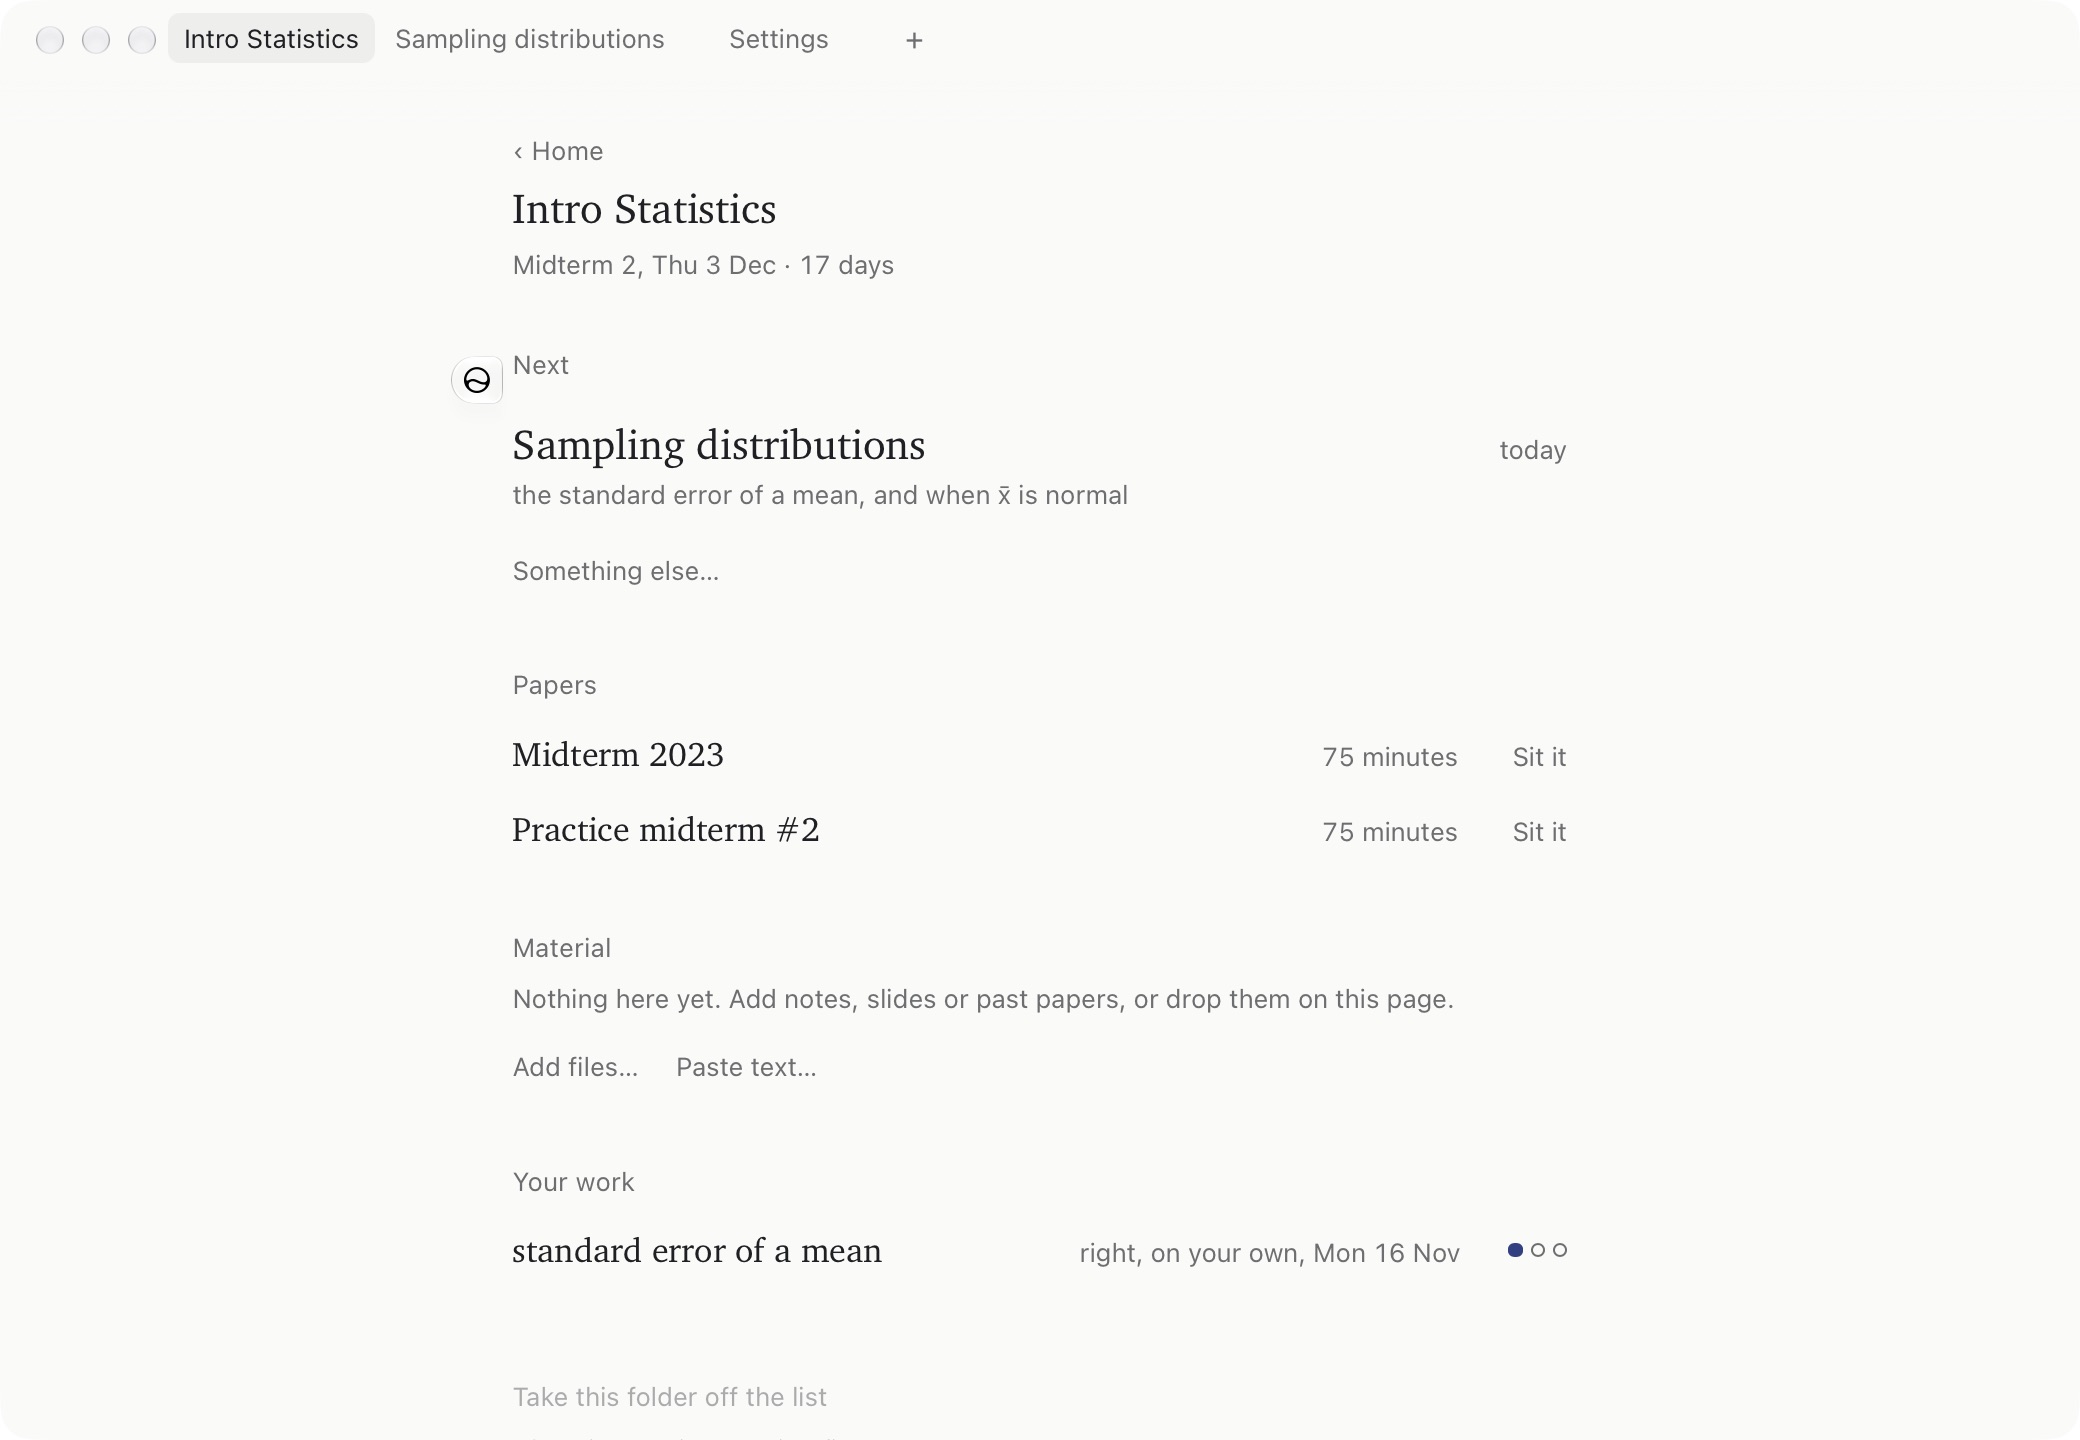 Intro Statistics
Sampling distributions
Settings
+
‹ Home
Intro Statistics
Midterm 2, Thu 3 Dec · 17 days
Next
Sampling distributions
today
the standard error of a mean, and when x̄ is normal
Something else...
Papers
Midterm 2023
75 minutes
Sit it
Practice midterm #2
75 minutes
Sit it
Material
Nothing here yet. Add notes, slides or past papers, or drop them on this page.
Add files...
Paste text...
Your work
standard error of a mean
right, on your own, Mon 16 Nov
Take this folder off the list